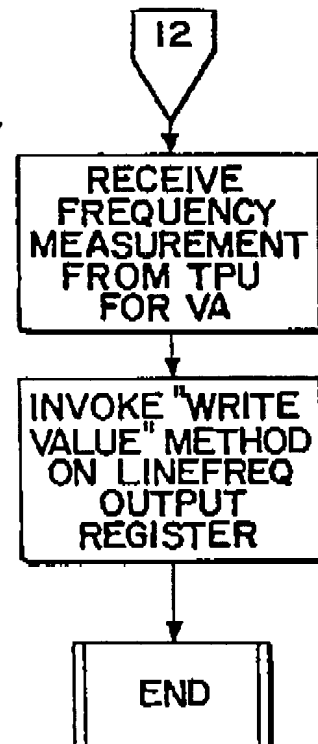 12
RECEIVE
FREQUENCY
MEASUREMENT
FROM TPU
FOR VA
INVOKE "WRITE
VALUE" METHOD
ON LINEFREQ
OUTPUT
REGISTER
END